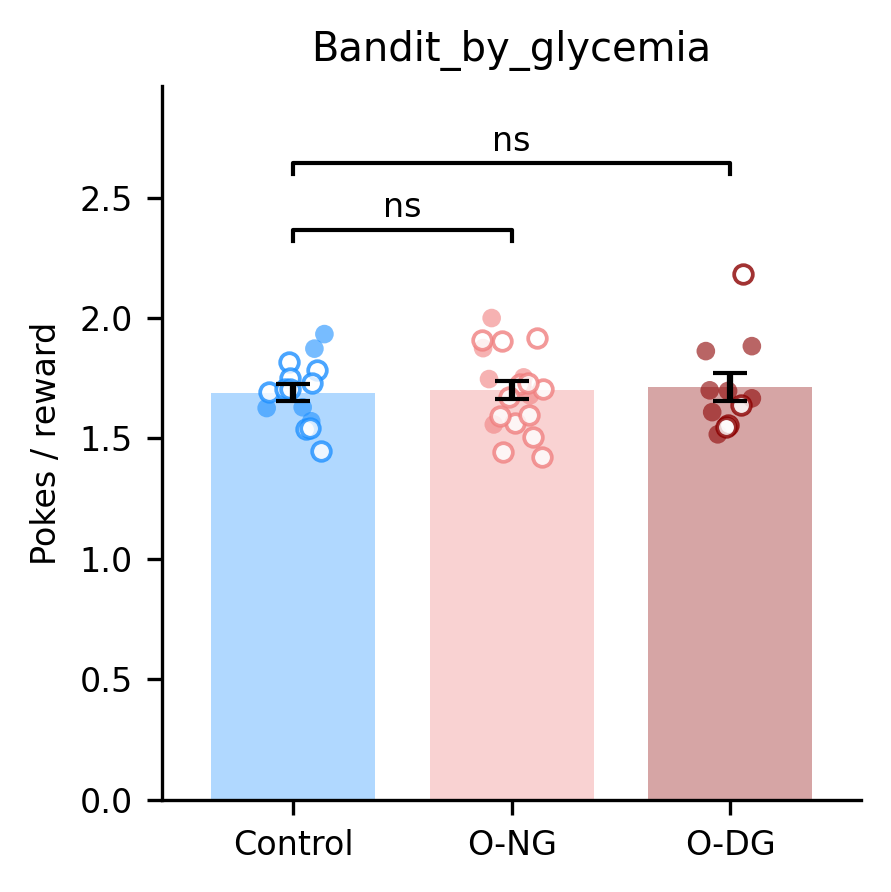 Bandit_by_glycemia
ns
ns
Pokes / reward
2.5
2.0
1.5
1.0
0.5
0.0
Control
O-NG
O-DG